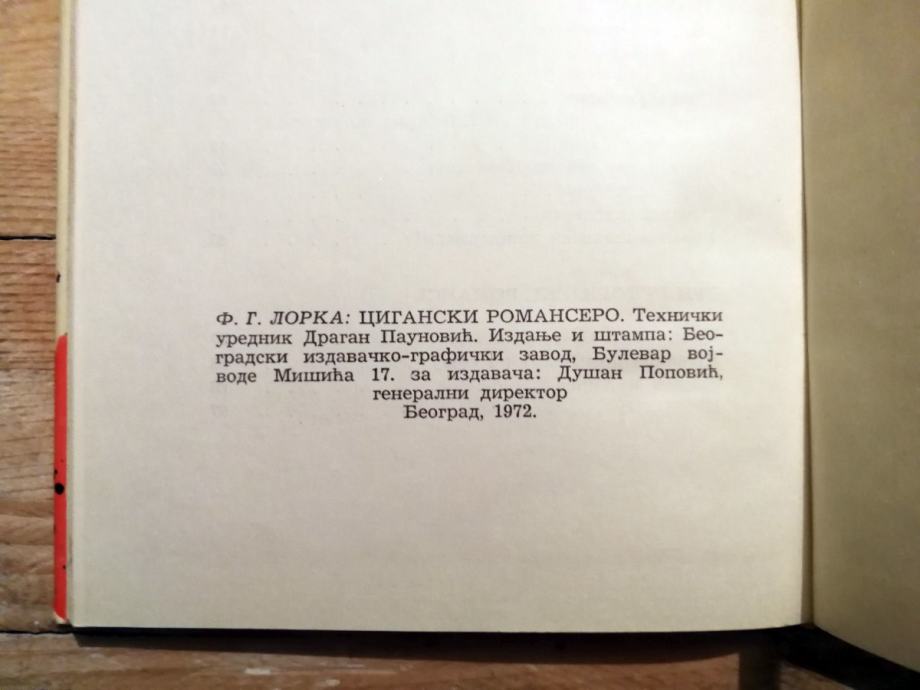 Ф. Г. ЛОРКА: ЦИГАНСКИ РОМАНСЕРО. Технички
уредник Драган Пауновић. Издање и штампа: Бео-
градски издавачко-графички завод, Булевар вој-
воде Мишића 17. за издавача: Душан Поповић,
генерални директор
Београд, 1972.